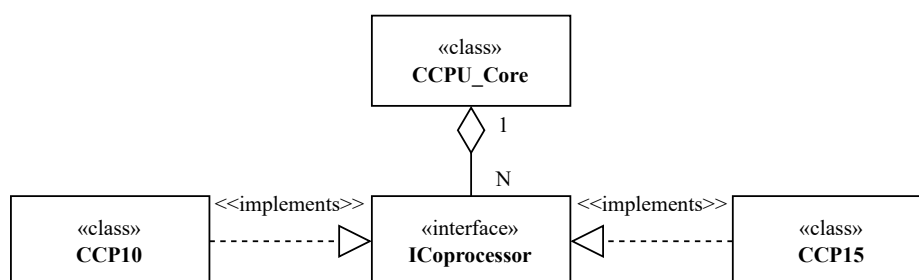 «class»
CCPU_Core
1
N
<<implements>>
<<implements>>
«class»
CCP10
«interface»
ICoprocessor
«class»
CCP15